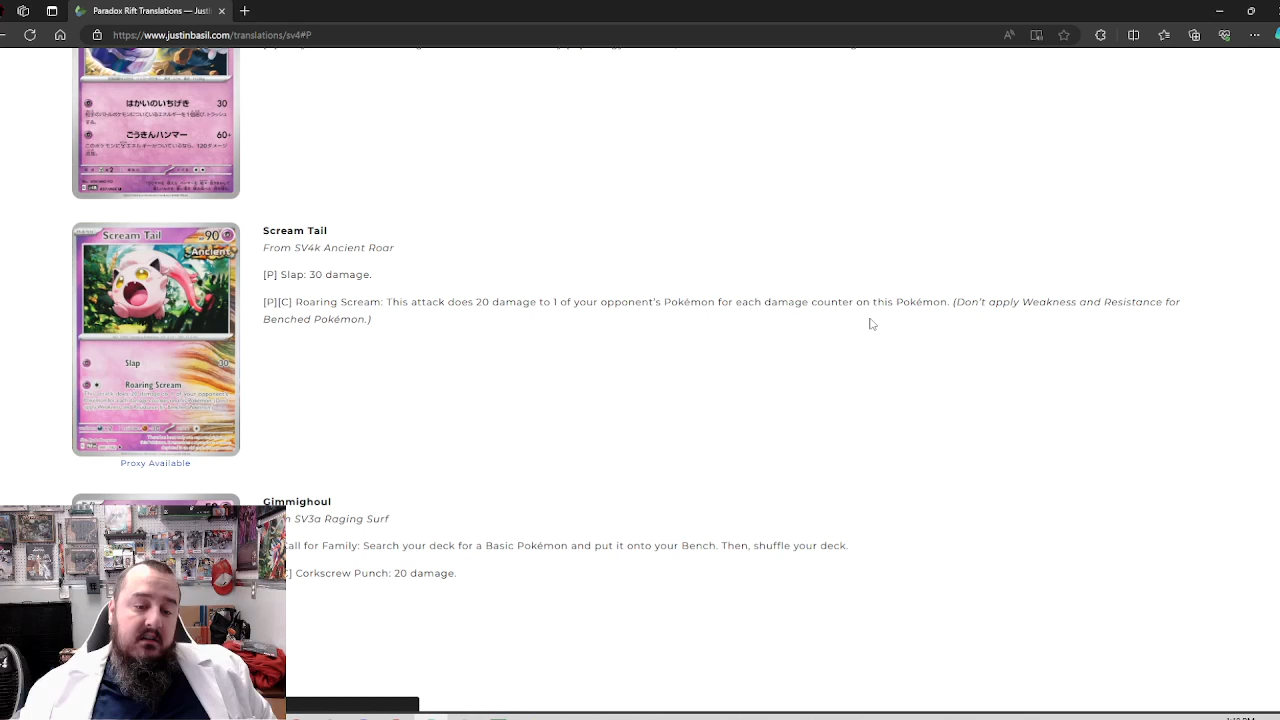 Paradox Rift Translations — Justi
https://www.justinbasil.com/translations/sv4#P
はかいのいちげき 30
ごうきんハンマー 60+
Scream Tail 90
Ancient
Slap 30
Roaring Scream
Proxy Available
Scream Tail
From SV4k Ancient Roar
[P] Slap: 30 damage.
[P][C] Roaring Scream: This attack does 20 damage to 1 of your opponent’s Pokémon for each damage counter on this Pokémon. (Don’t apply Weakness and Resistance for
Benched Pokémon.)
Gimmighoul
SV3a Raging Surf
all for Family: Search your deck for a Basic Pokémon and put it onto your Bench. Then, shuffle your deck.
] Corkscrew Punch: 20 damage.